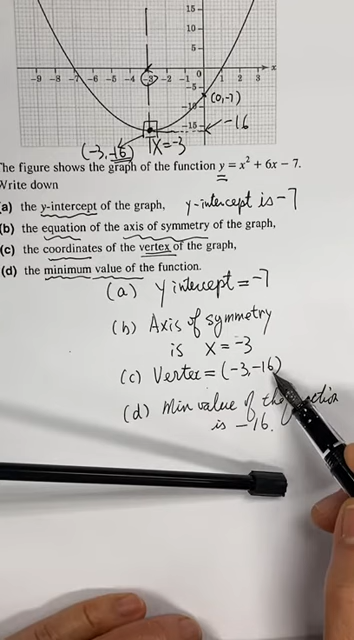 15
10
5
-9 -8 -7 -6 -5 -4 -3 -2 -1 0 1 2 3 x
-5
(0,-7)
-10
-15
-16
(-3,-16) X=-3
The figure shows the graph of the function y = x² + 6x − 7.
Write down
(a) the y-intercept of the graph, y-intercept is -7
(b) the equation of the axis of symmetry of the graph,
(c) the coordinates of the vertex of the graph,
(d) the minimum value of the function.
(a) y intercept = -7
(b) Axis of symmetry
is x = -3
(c) Vertex = (-3,-16)
(d) Min value of the
is -16.